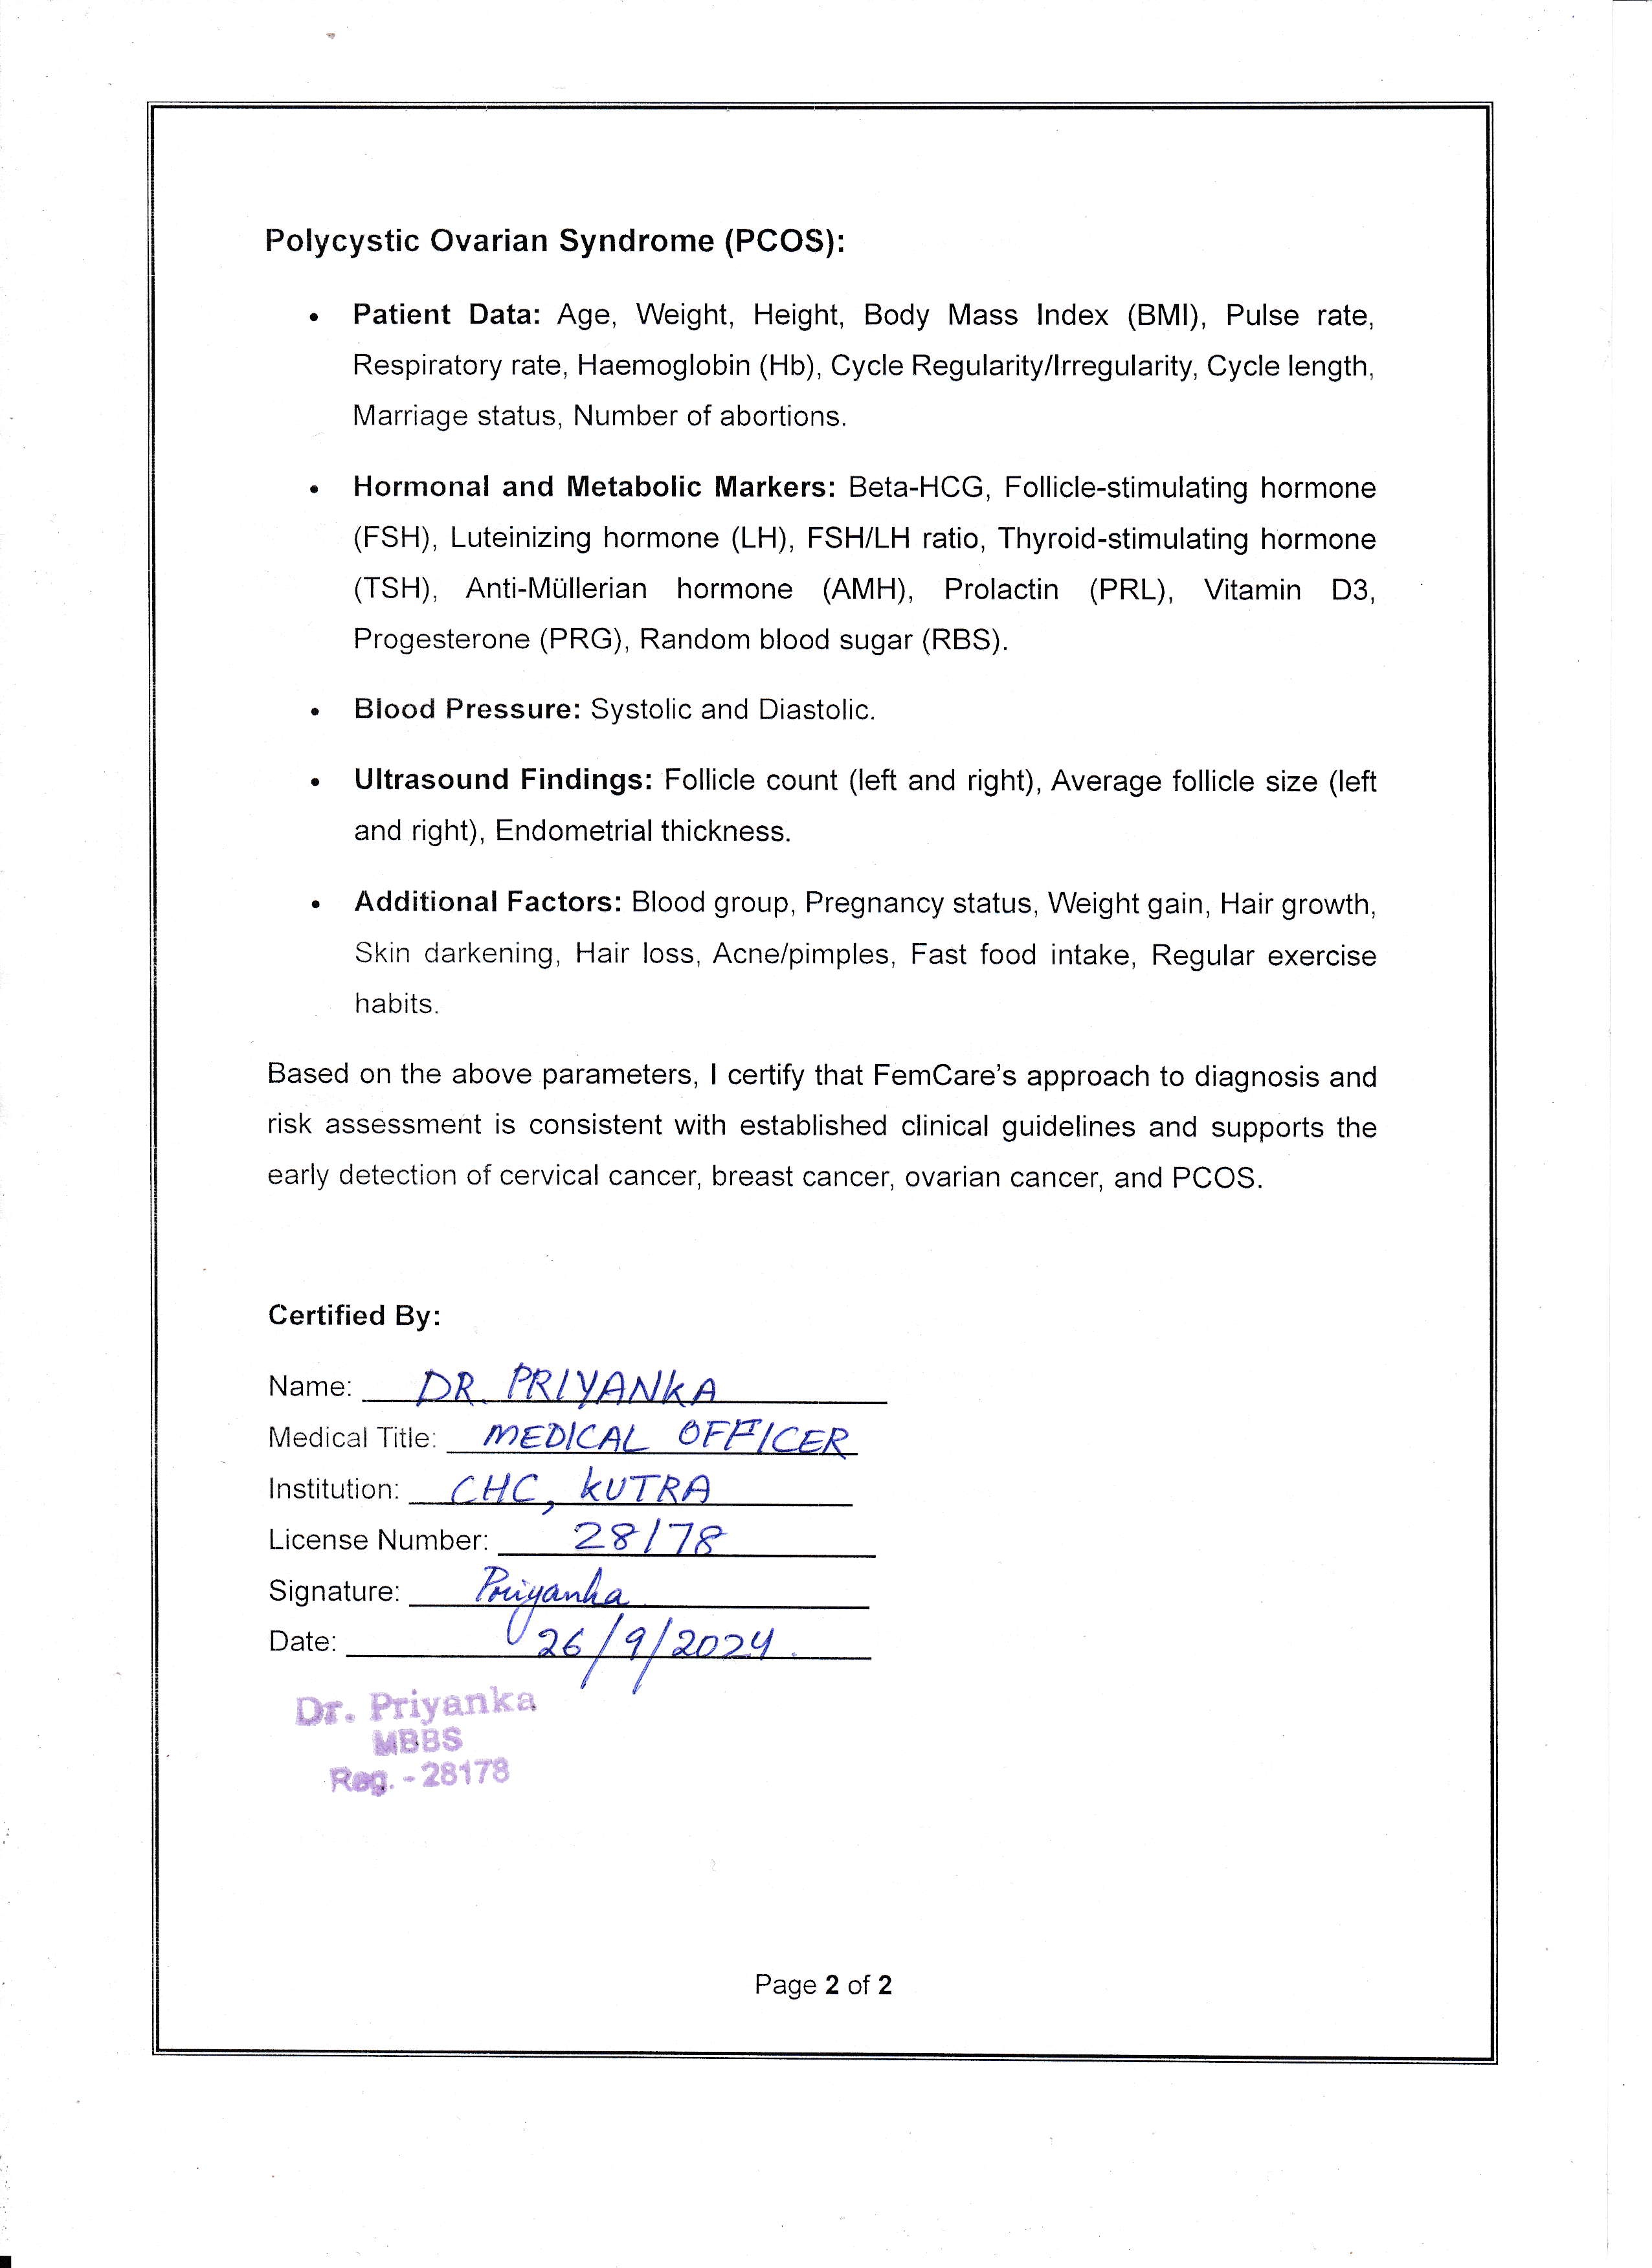 Polycystic Ovarian Syndrome (PCOS):
• Patient Data: Age, Weight, Height, Body Mass Index (BMI), Pulse rate,
Respiratory rate, Haemoglobin (Hb), Cycle Regularity/Irregularity, Cycle length,
Marriage status, Number of abortions.
• Hormonal and Metabolic Markers: Beta-HCG, Follicle-stimulating hormone
(FSH), Luteinizing hormone (LH), FSH/LH ratio, Thyroid-stimulating hormone
(TSH), Anti-Müllerian hormone (AMH), Prolactin (PRL), Vitamin D3,
Progesterone (PRG), Random blood sugar (RBS).
• Blood Pressure: Systolic and Diastolic.
• Ultrasound Findings: Follicle count (left and right), Average follicle size (left
and right), Endometrial thickness.
• Additional Factors: Blood group, Pregnancy status, Weight gain, Hair growth,
Skin darkening, Hair loss, Acne/pimples, Fast food intake, Regular exercise
habits.
Based on the above parameters, I certify that FemCare's approach to diagnosis and
risk assessment is consistent with established clinical guidelines and supports the
early detection of cervical cancer, breast cancer, ovarian cancer, and PCOS.
Certified By:
Name: DR. PRIYANKA
Medical Title: MEDICAL OFFICER
Institution: CHC, KUTRA
License Number: 28178
Signature: Priyanka
Date: 26/9/2024.
Dr. Priyanka
MBBS
Reg. - 28178
Page 2 of 2